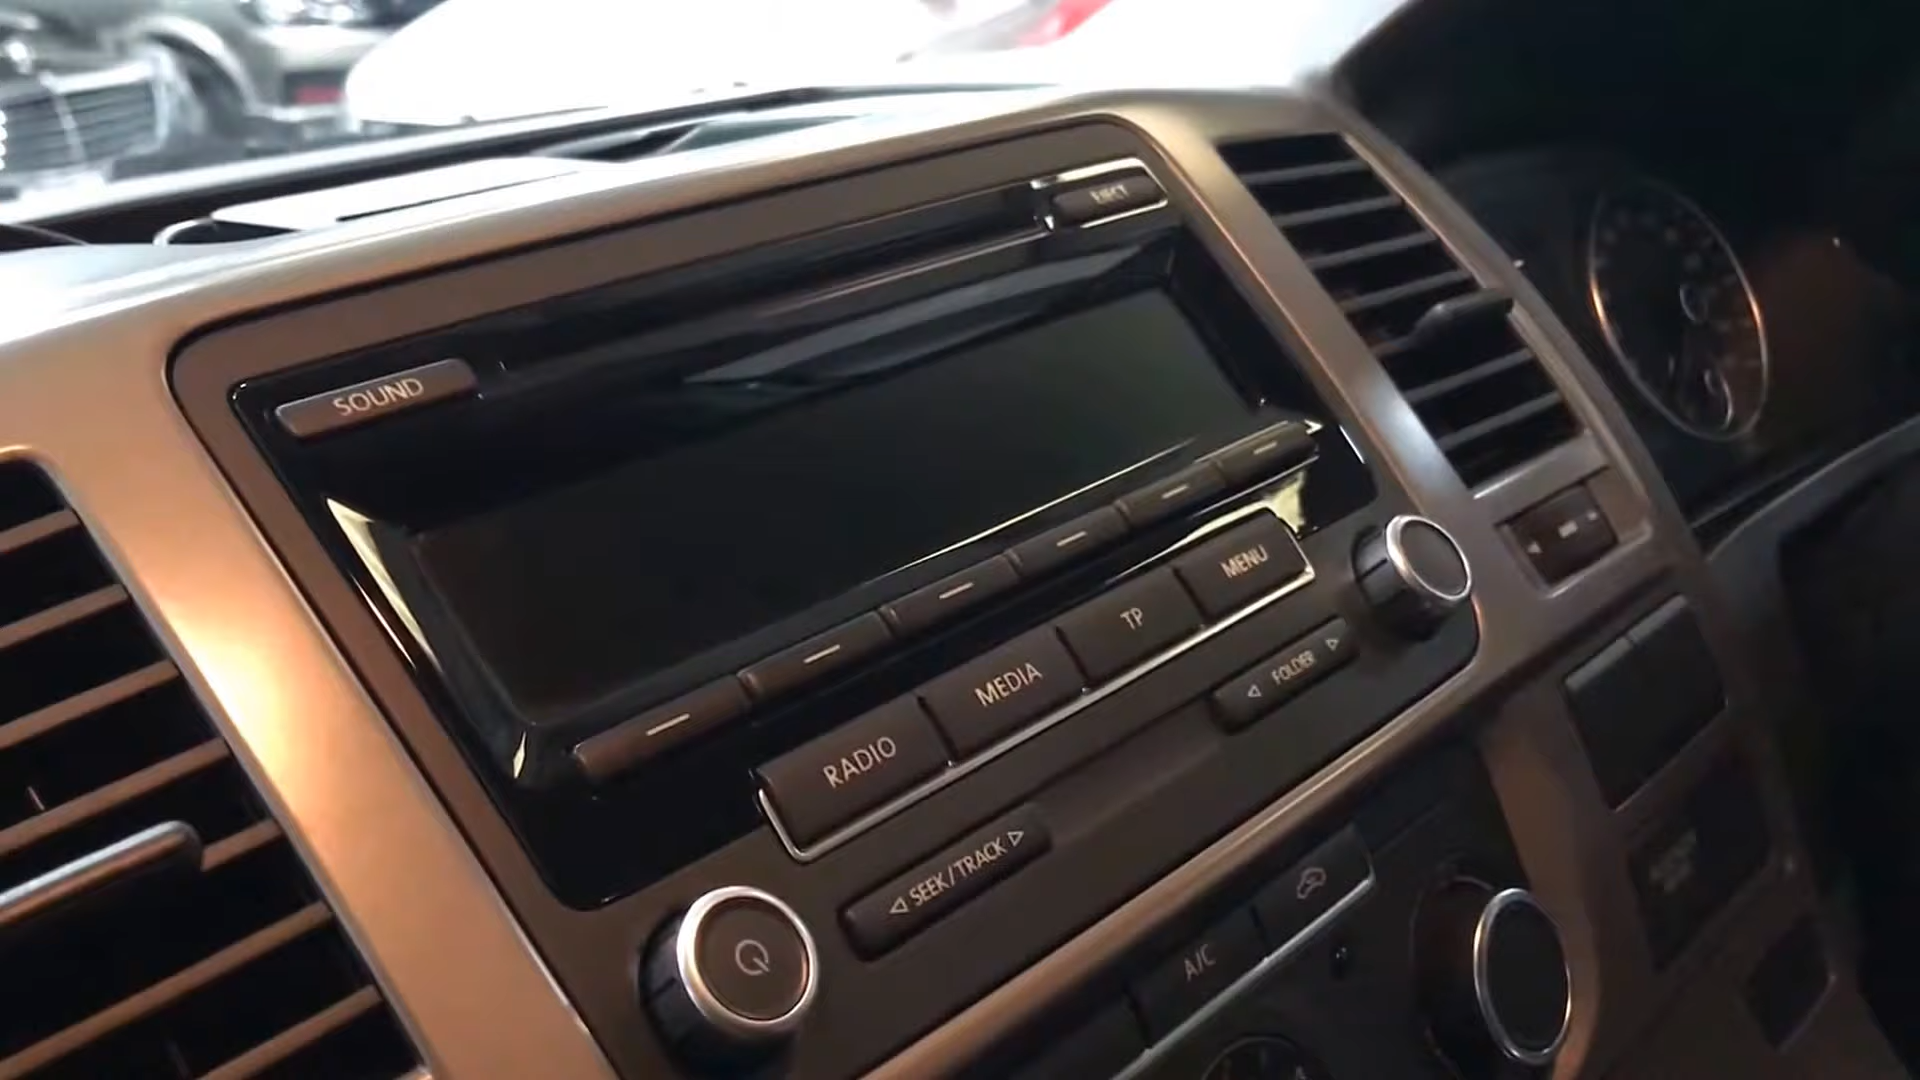 EJECT
SOUND
MENU
TP
MEDIA
RADIO
FOLDER
SEEK/TRACK
A/C